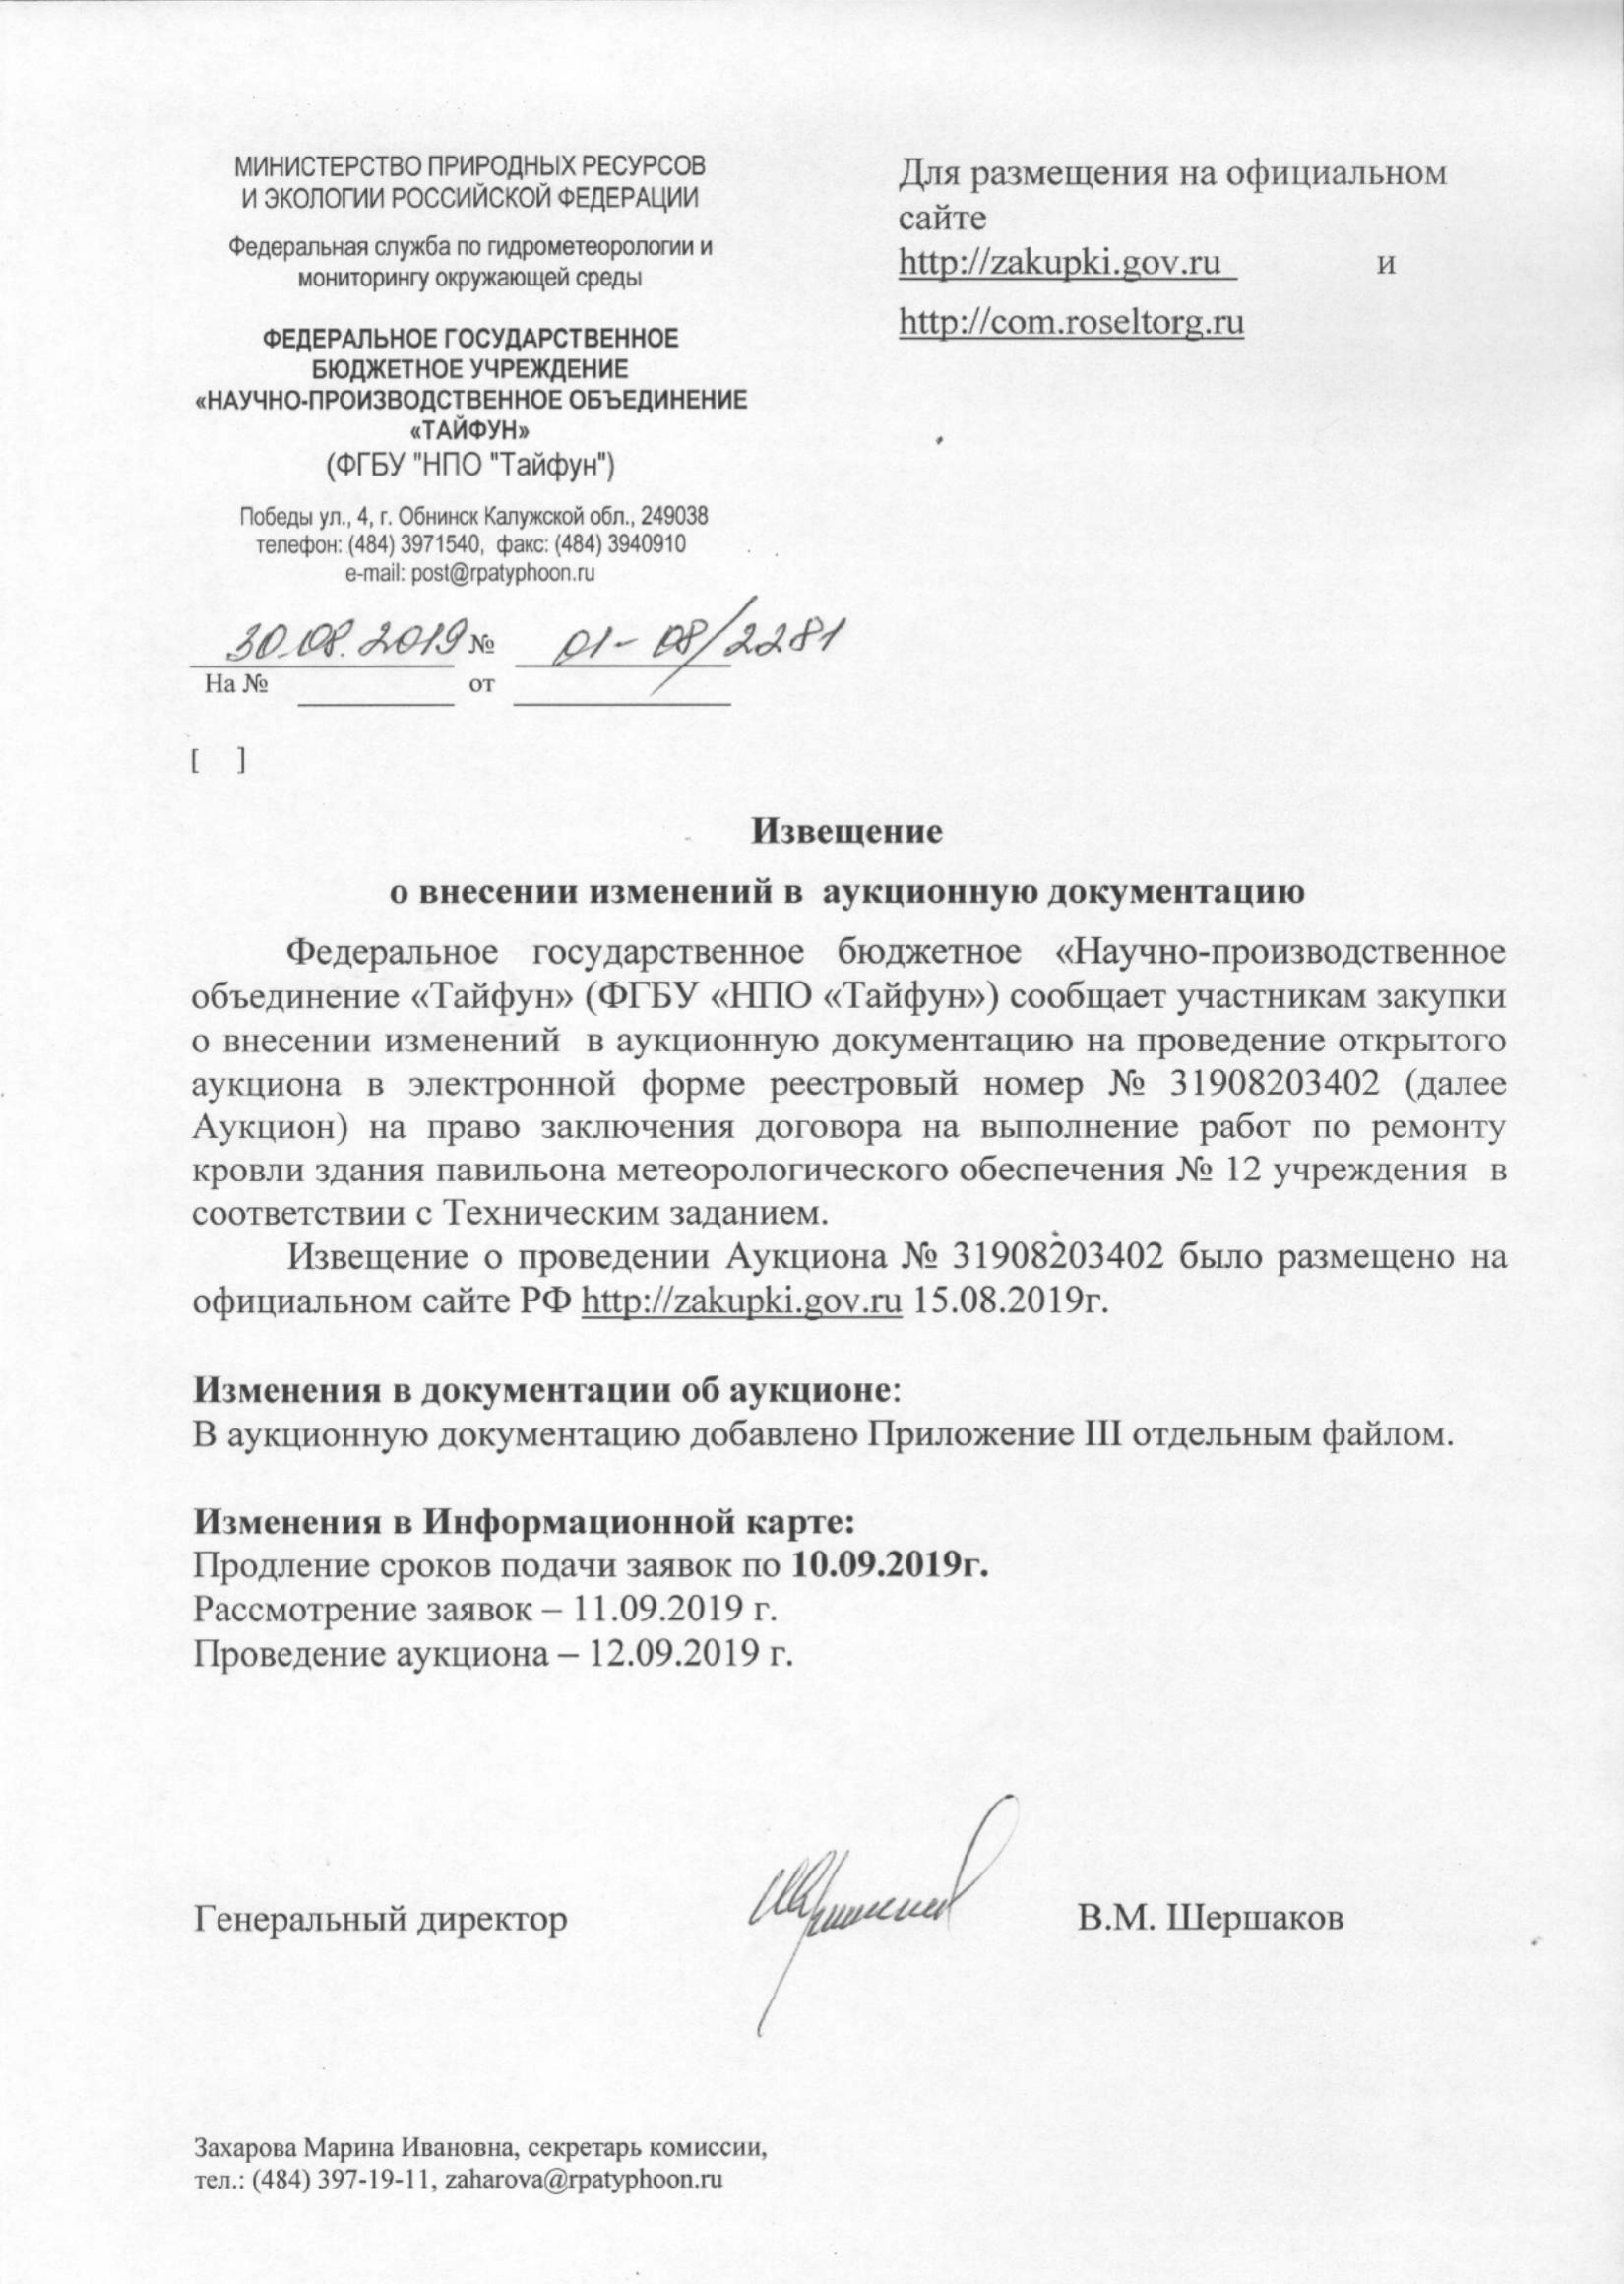 МИНИСТЕРСТВО ПРИРОДНЫХ РЕСУРСОВ
И ЭКОЛОГИИ РОССИЙСКОЙ ФЕДЕРАЦИИ
Федеральная служба по гидрометеорологии и
мониторингу окружающей среды
ФЕДЕРАЛЬНОЕ ГОСУДАРСТВЕННОЕ
БЮДЖЕТНОЕ УЧРЕЖДЕНИЕ
«НАУЧНО-ПРОИЗВОДСТВЕННОЕ ОБЪЕДИНЕНИЕ
«ТАЙФУН»
(ФГБУ "НПО "Тайфун")
Победы ул., 4, г. Обнинск Калужской обл., 249038
телефон: (484) 3971540, факс: (484) 3940910
e-mail: post@rpatyphoon.ru
30.08.2019 № 01-08/2281
На № от
[ ]
Для размещения на официальном
сайте
http://zakupki.gov.ru и
http://com.roseltorg.ru
Извещение
о внесении изменений в аукционную документацию
Федеральное государственное бюджетное «Научно-производственное
объединение «Тайфун» (ФГБУ «НПО «Тайфун») сообщает участникам закупки
о внесении изменений в аукционную документацию на проведение открытого
аукциона в электронной форме реестровый номер № 31908203402 (далее
Аукцион) на право заключения договора на выполнение работ по ремонту
кровли здания павильона метеорологического обеспечения № 12 учреждения в
соответствии с Техническим заданием.
Извещение о проведении Аукциона № 31908203402 было размещено на
официальном сайте РФ http://zakupki.gov.ru 15.08.2019г.
Изменения в документации об аукционе:
В аукционную документацию добавлено Приложение III отдельным файлом.
Изменения в Информационной карте:
Продление сроков подачи заявок по 10.09.2019г.
Рассмотрение заявок – 11.09.2019 г.
Проведение аукциона – 12.09.2019 г.
Генеральный директор В.М. Шершаков
Захарова Марина Ивановна, секретарь комиссии,
тел.: (484) 397-19-11, zaharova@rpatyphoon.ru